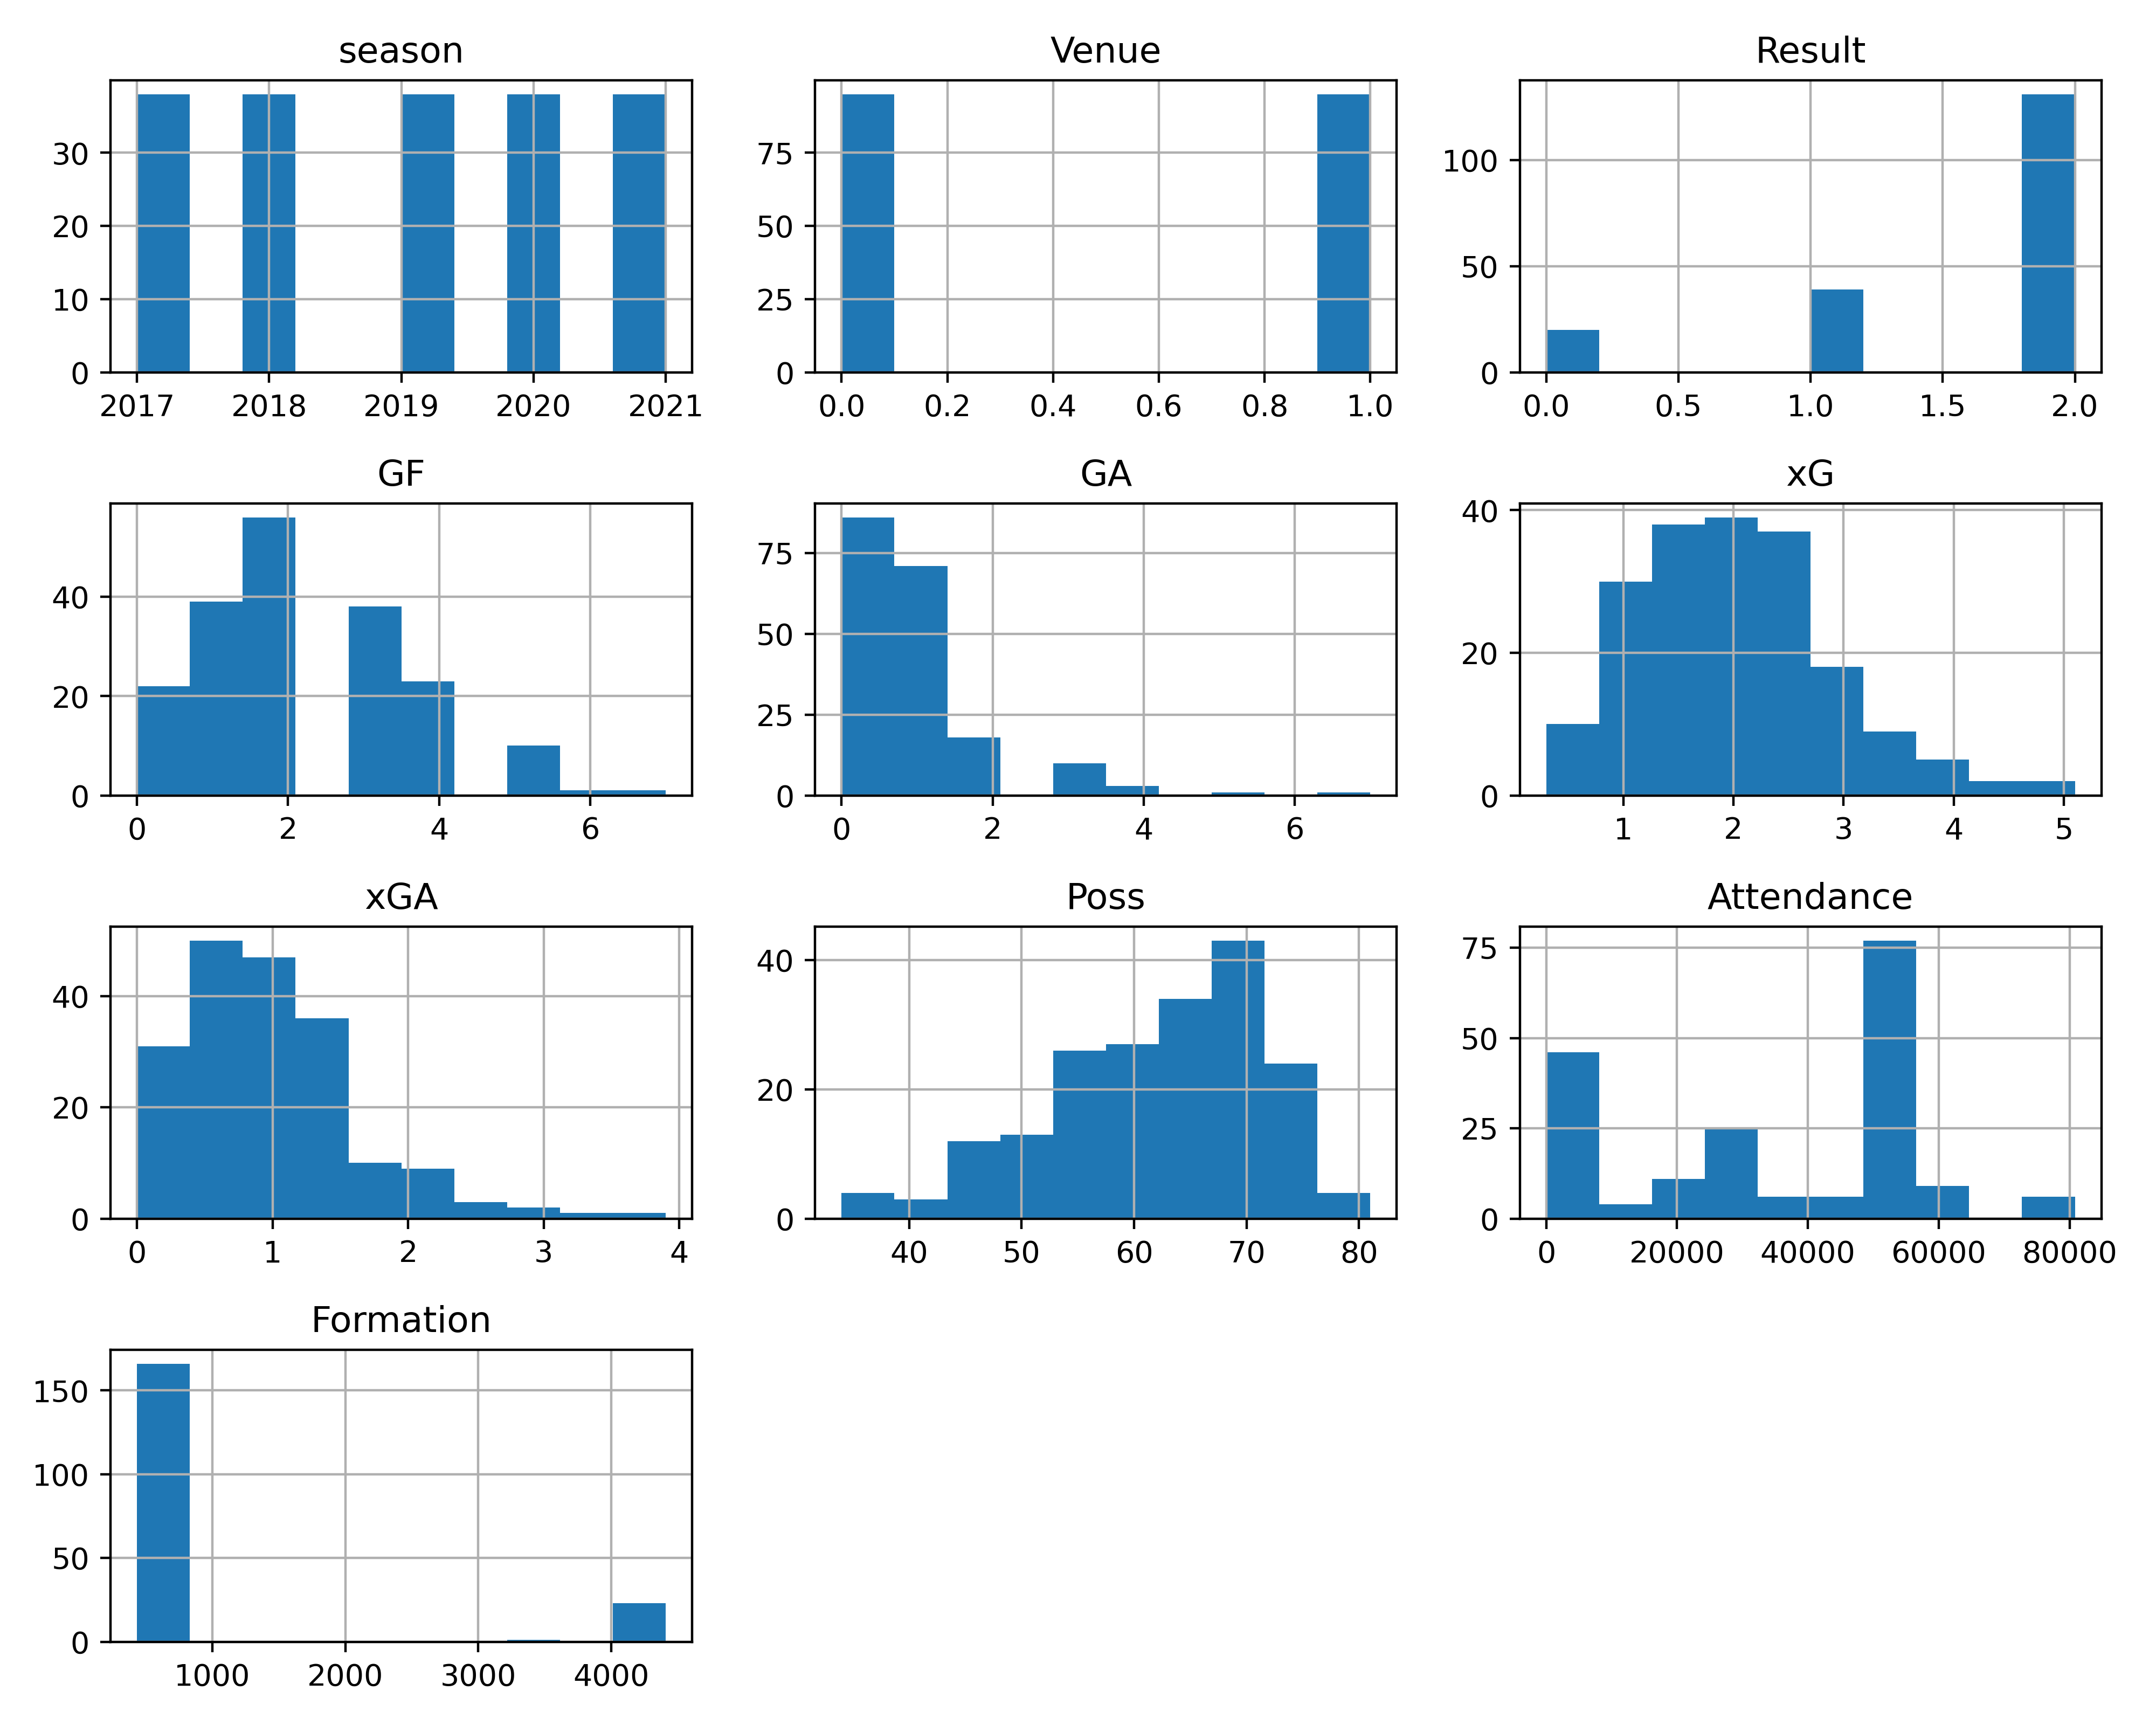 season Venue Result
30 20 10 0
2017 2018 2019 2020 2021
75 50 25 0
0.0 0.2 0.4 0.6 0.8 1.0
100 50 0
0.0 0.5 1.0 1.5 2.0
GF GA xG
40 20 0
0 2 4 6
75 50 25 0
0 2 4 6
40 20 0
1 2 3 4 5
xGA Poss Attendance
40 20 0
0 1 2 3 4
40 20 0
40 50 60 70 80
75 50 25 0
0 20000 40000 60000 80000
Formation
150 100 50 0
1000 2000 3000 4000